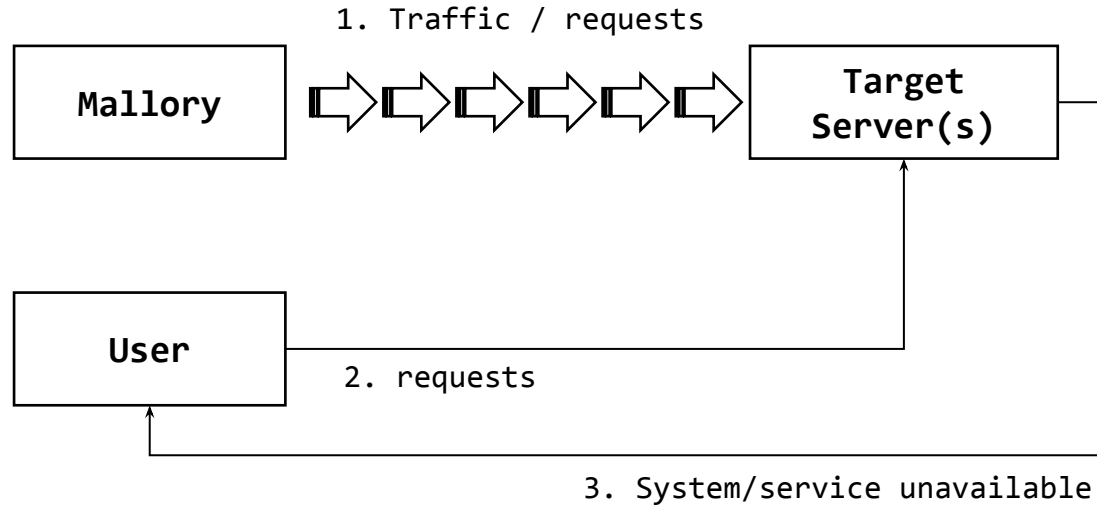 1. Traffic / requests
Mallory
Target
Server(s)
User
2. requests
3. System/service unavailable